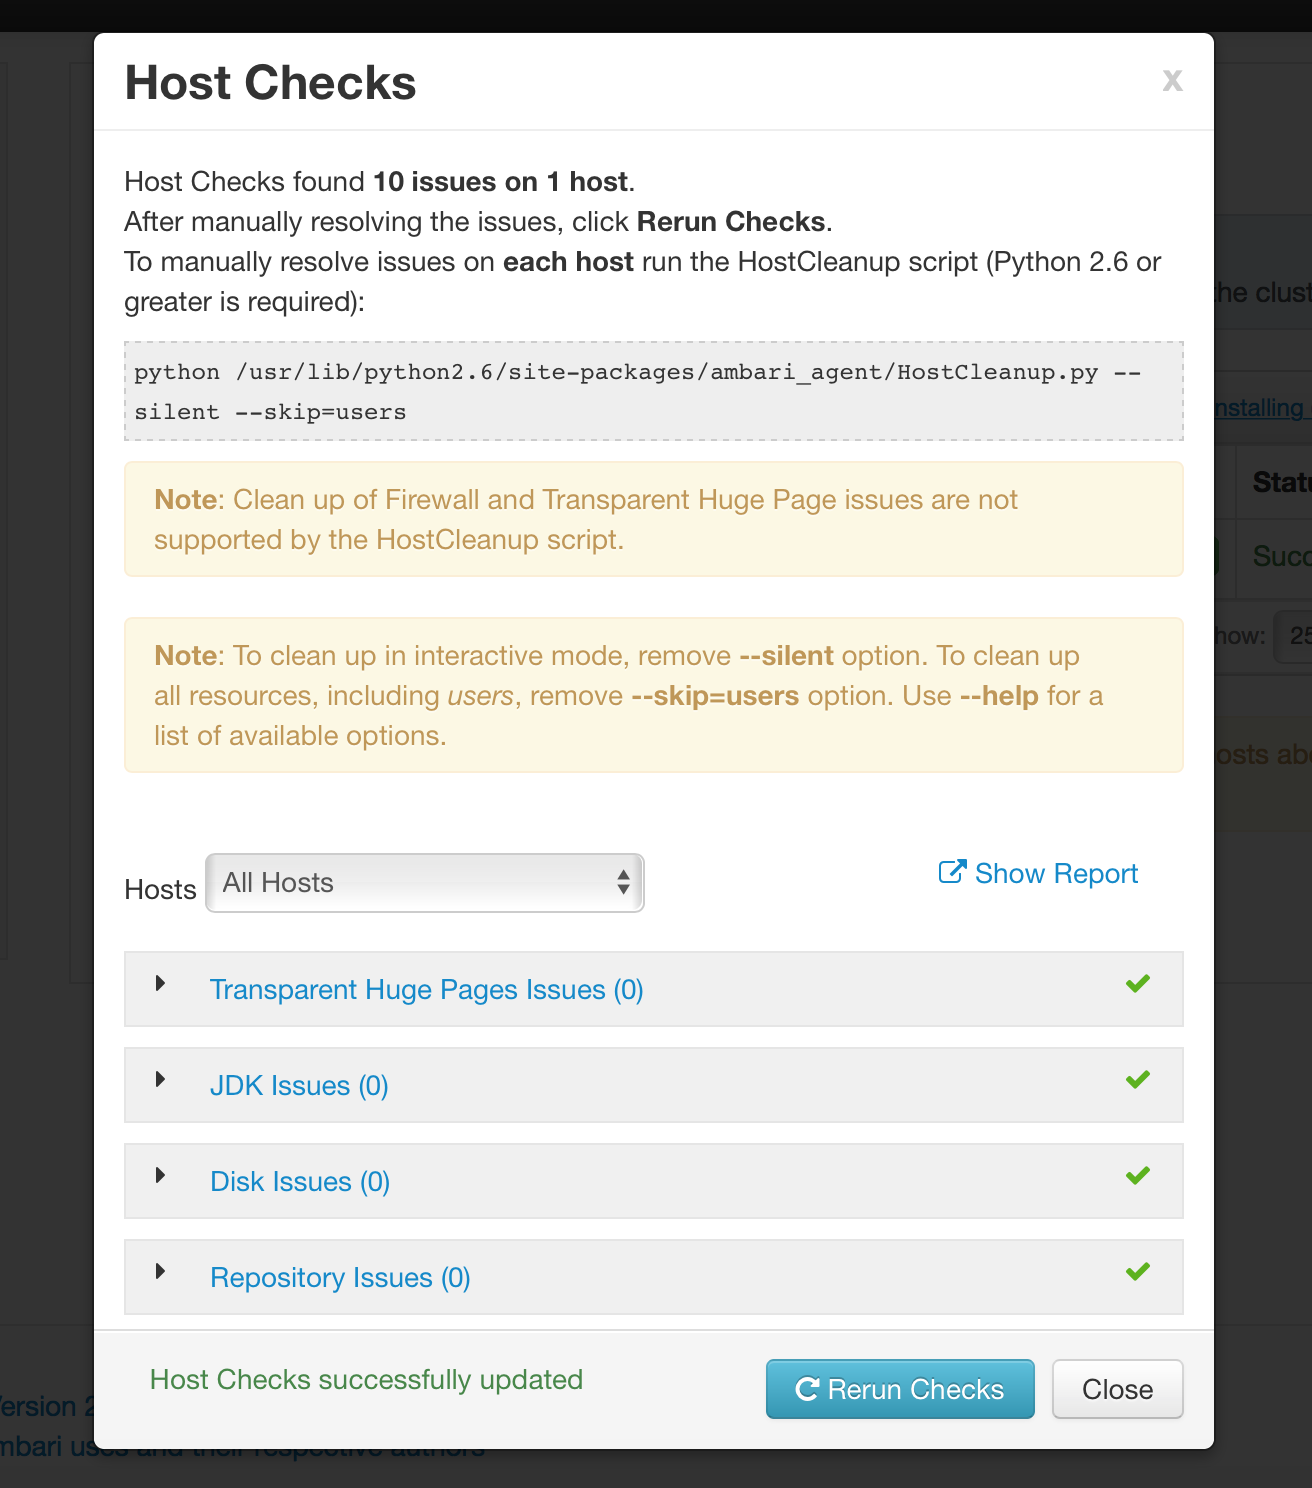 Host Checks
x
Host Checks found 10 issues on 1 host.
After manually resolving the issues, click Rerun Checks.
To manually resolve issues on each host run the HostCleanup script (Python 2.6 or
greater is required):
python /usr/lib/python2.6/site-packages/ambari_agent/HostCleanup.py --
silent --skip=users
Note: Clean up of Firewall and Transparent Huge Page issues are not
supported by the HostCleanup script.
Note: To clean up in interactive mode, remove --silent option. To clean up
all resources, including users, remove --skip=users option. Use --help for a
list of available options.
Hosts All Hosts
Show Report
Transparent Huge Pages Issues (0)
JDK Issues (0)
Disk Issues (0)
Repository Issues (0)
Host Checks successfully updated
Rerun Checks
Close
the clust
nstalling
Statu
Succ
how: 25
osts abo
ersion 2
mbari uses and their respective authors